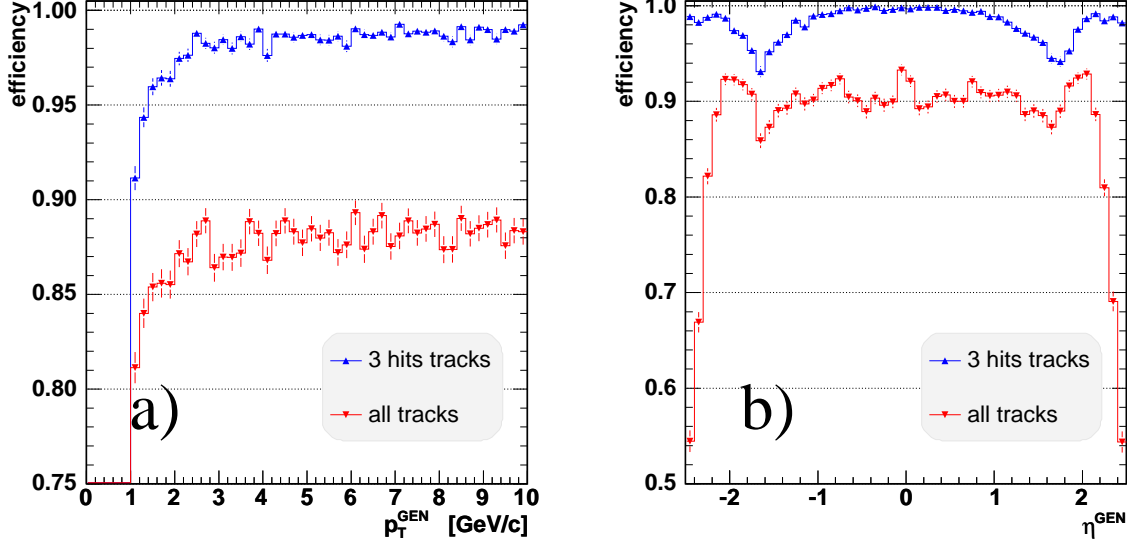 efficiency
1.00
0.95
0.90
0.85
0.80
0.75
0 1 2 3 4 5 6 7 8 9 10
p_T^GEN [GeV/c]
3 hits tracks
all tracks
a)
efficiency
1.0
0.9
0.8
0.7
0.6
0.5
-2 -1 0 1 2
η^GEN
3 hits tracks
all tracks
b)